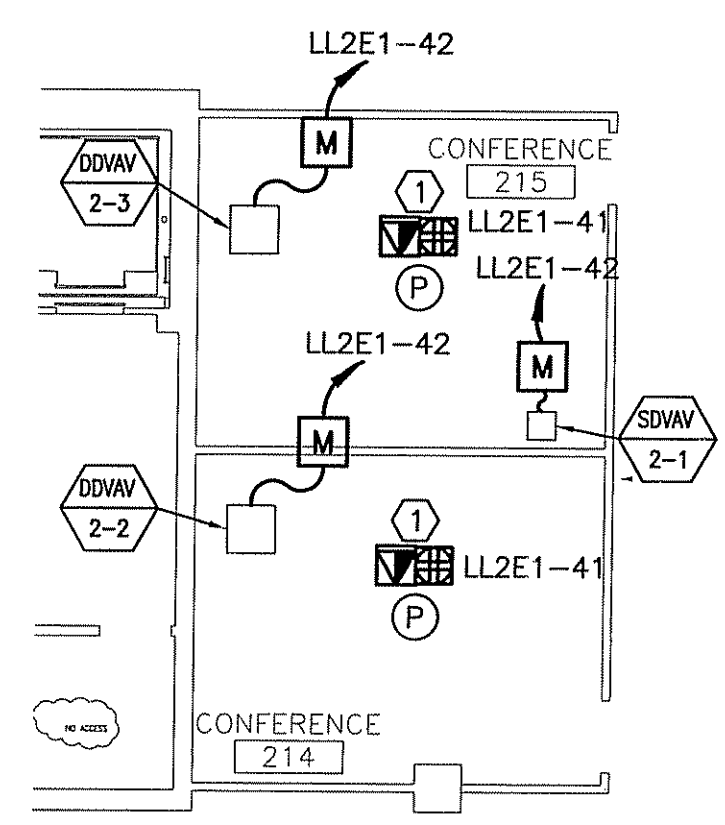 LL2E1-42
M
DDVAV
2-3
CONFERENCE
215
1
LL2E1-41
P
LL2E1-42
M
SDVAV
2-1
LL2E1-42
M
DDVAV
2-2
1
LL2E1-41
P
NO ACCESS
CONFERENCE
214